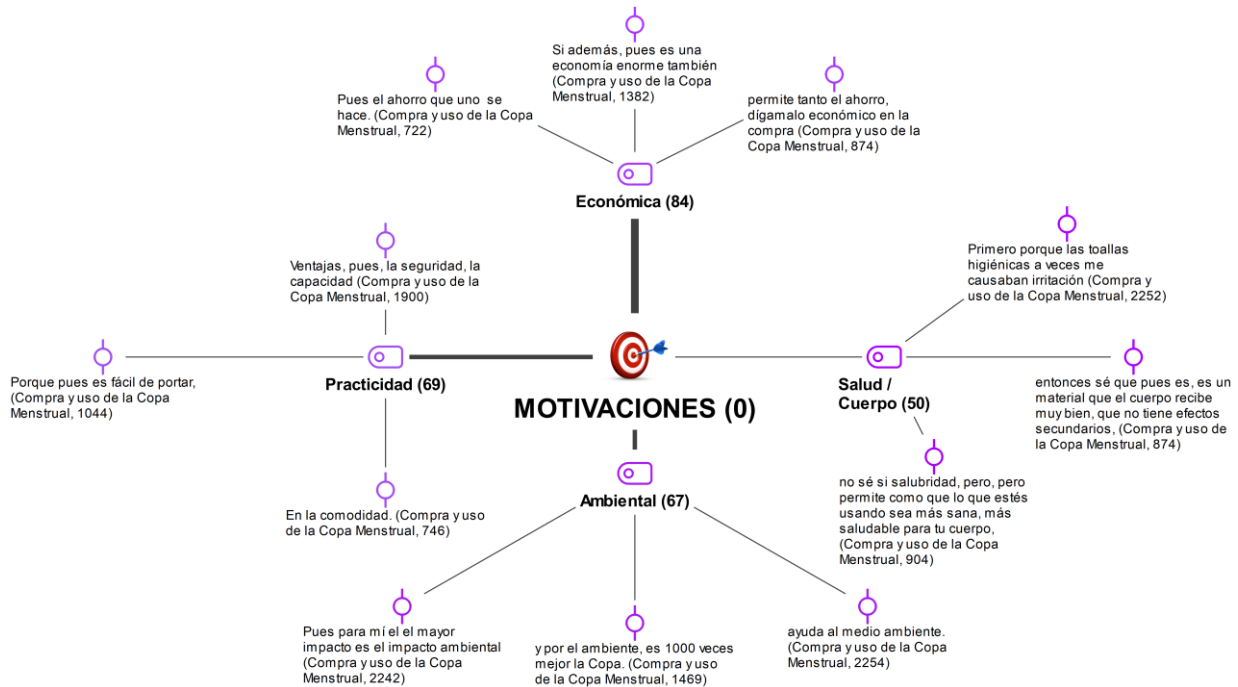 Si además, pues es una
economía enorme también
(Compra y uso de la Copa
Menstrual, 1382)
Pues el ahorro que uno se
hace. (Compra y uso de la Copa
Menstrual, 722)
permite tanto el ahorro,
dígamalo económico en la
compra (Compra y uso de la
Copa Menstrual, 874)
Económica (84)
Ventajas, pues, la seguridad, la
capacidad (Compra y uso de la
Copa Menstrual, 1900)
Primero porque las toallas
higiénicas a veces me
causaban irritación (Compra y
uso de la Copa Menstrual, 2252)
Porque pues es fácil de portar,
(Compra y uso de la Copa
Menstrual, 1044)
Practicidad (69)
MOTIVACIONES (0)
Salud /
Cuerpo (50)
entonces sé que pues es, es un
material que el cuerpo recibe
muy bien, que no tiene efectos
secundarios, (Compra y uso de
la Copa Menstrual, 874)
En la comodidad. (Compra y uso
de la Copa Menstrual, 746)
Ambiental (67)
no sé si salubridad, pero, pero
permite como que lo que estés
usando sea más sana, más
saludable para tu cuerpo,
(Compra y uso de la Copa
Menstrual, 904)
Pues para mí el el mayor
impacto es el impacto ambiental
(Compra y uso de la Copa
Menstrual, 2242)
y por el ambiente, es 1000 veces
mejor la Copa. (Compra y uso
de la Copa Menstrual, 1469)
ayuda al medio ambiente.
(Compra y uso de la Copa
Menstrual, 2254)